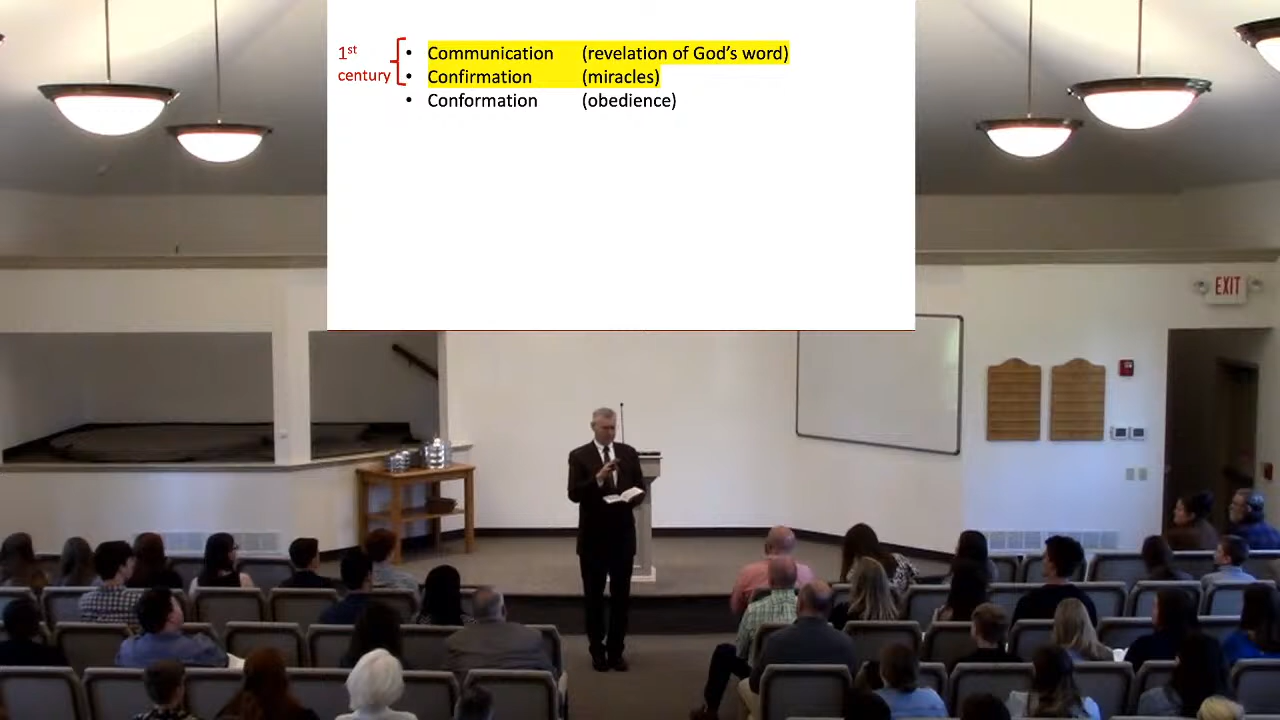 1st
century
• Communication (revelation of God's word)
• Confirmation (miracles)
• Conformation (obedience)
EXIT